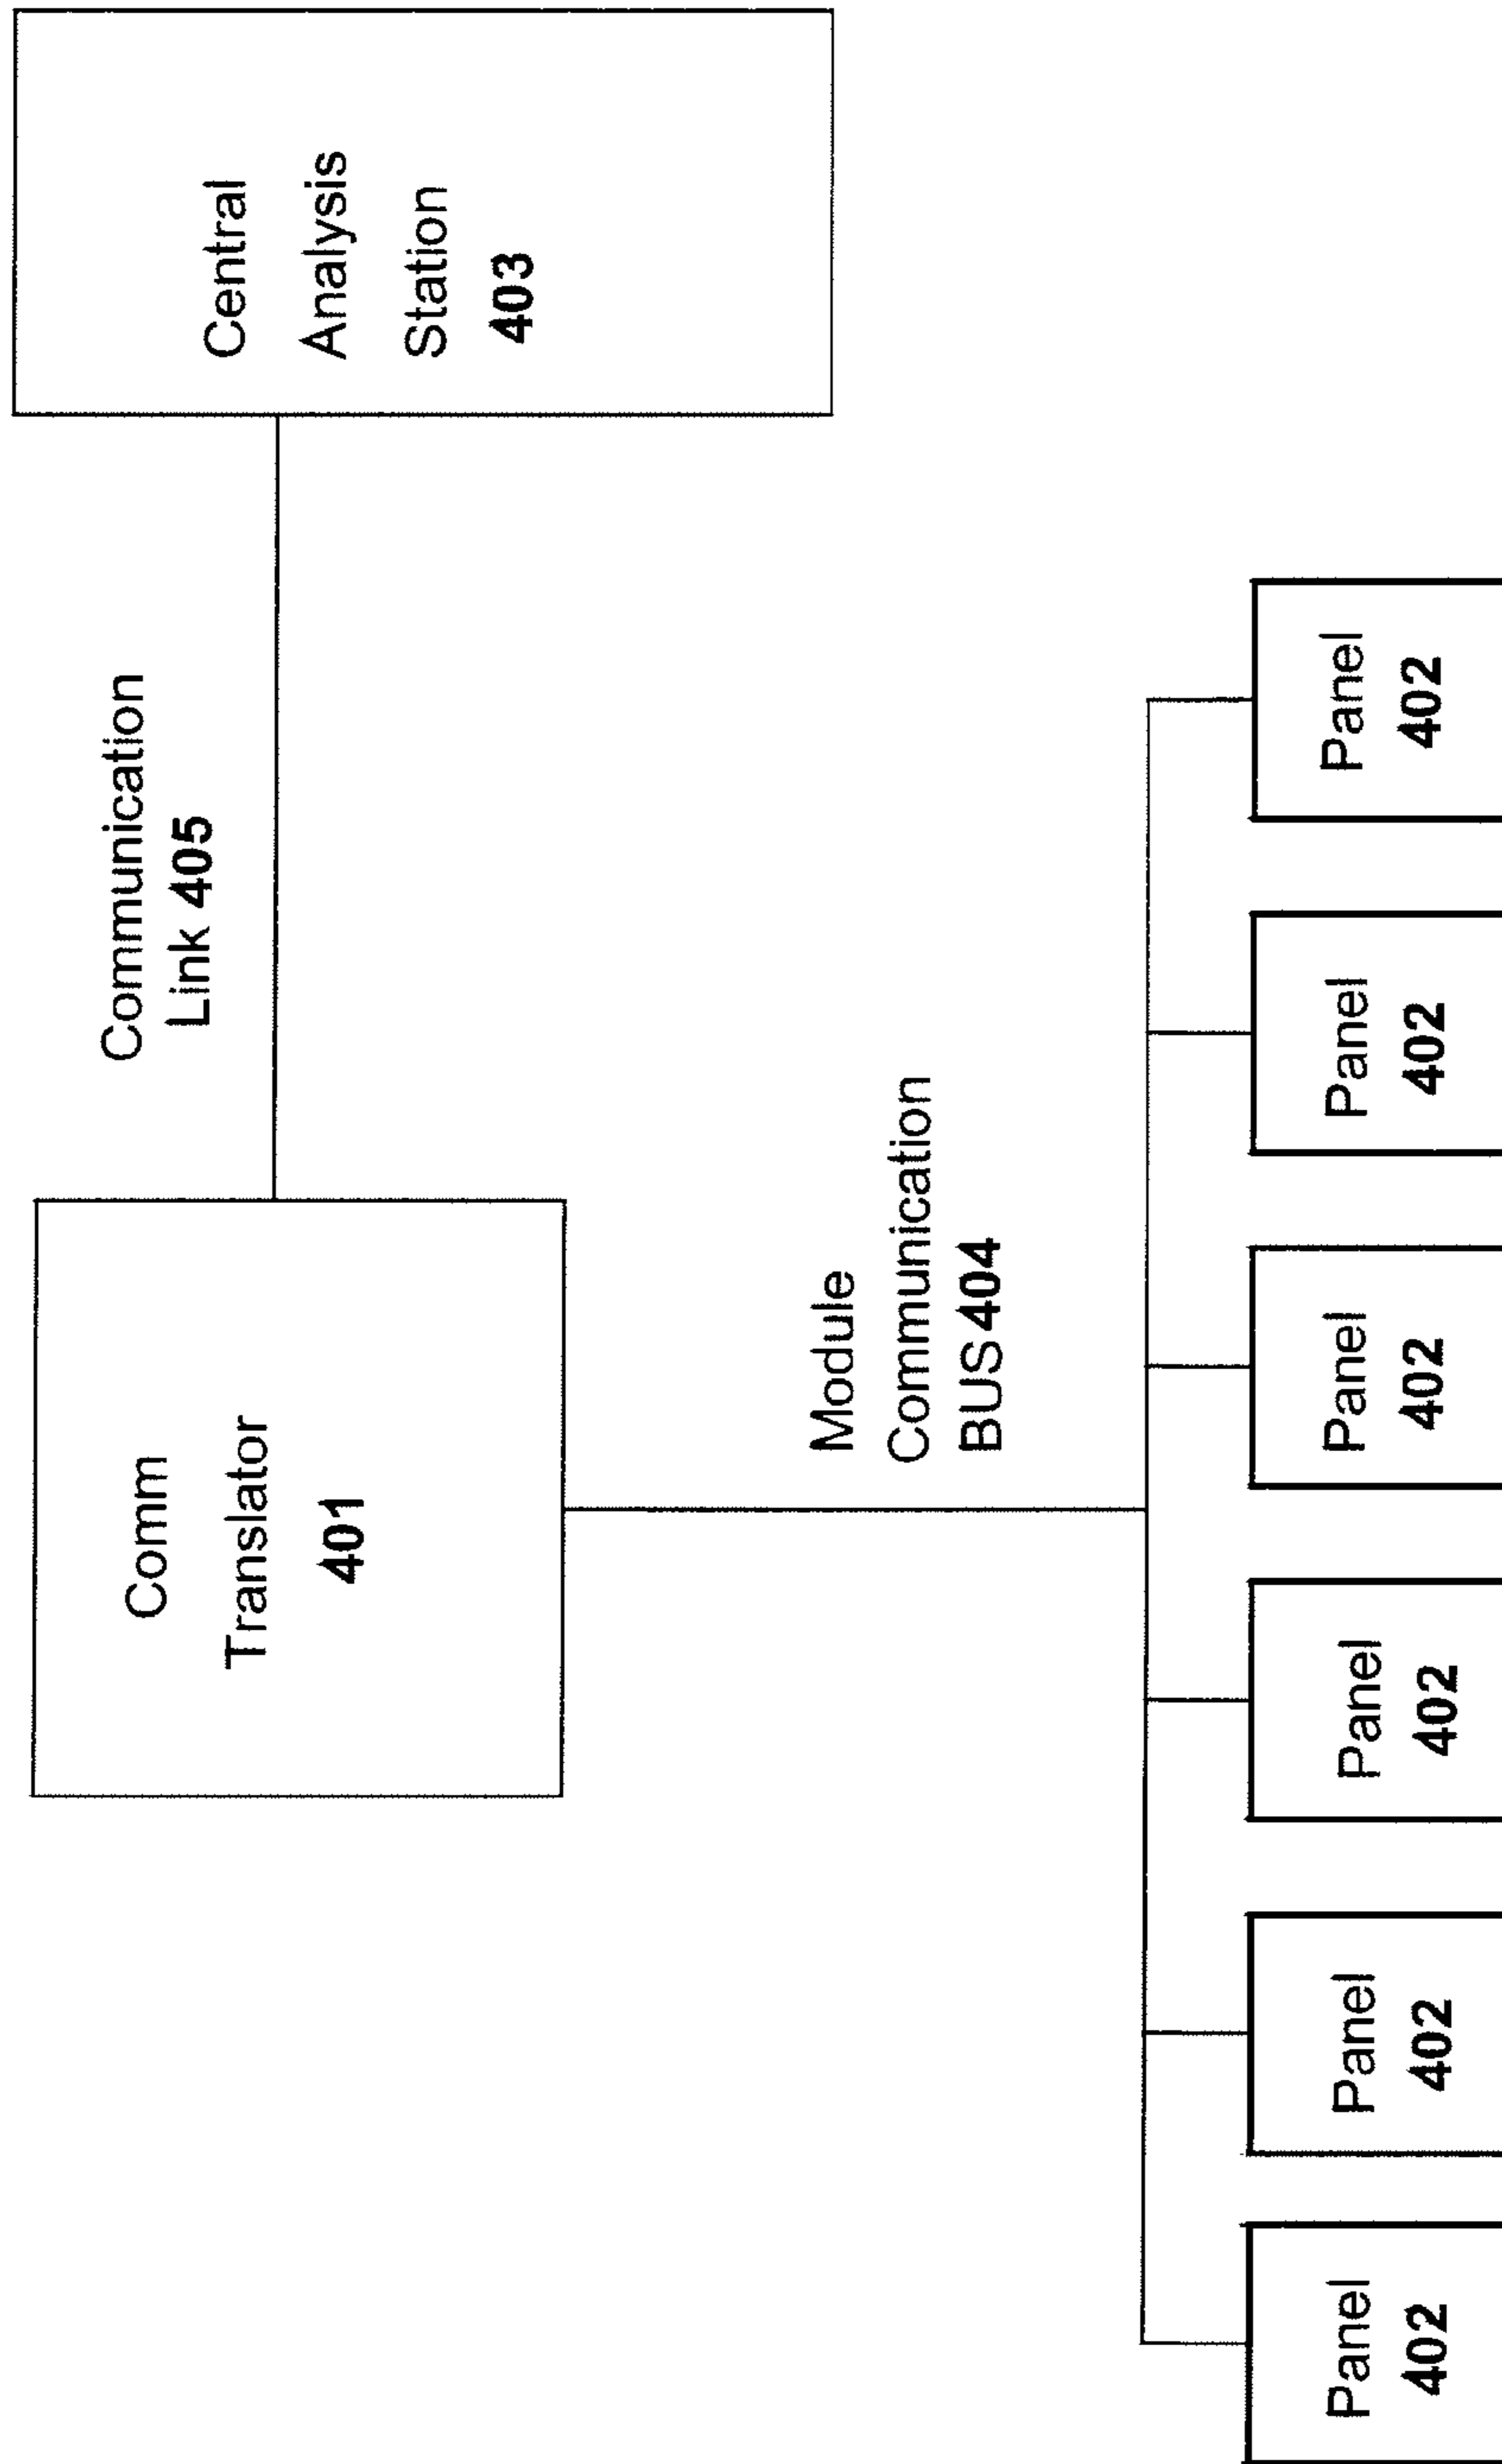 Comm
Translator
401
Communication
Link 405
Central
Analysis
Station
403
Module
Communication
BUS 404
Panel
402
Panel
402
Panel
402
Panel
402
Panel
402
Panel
402